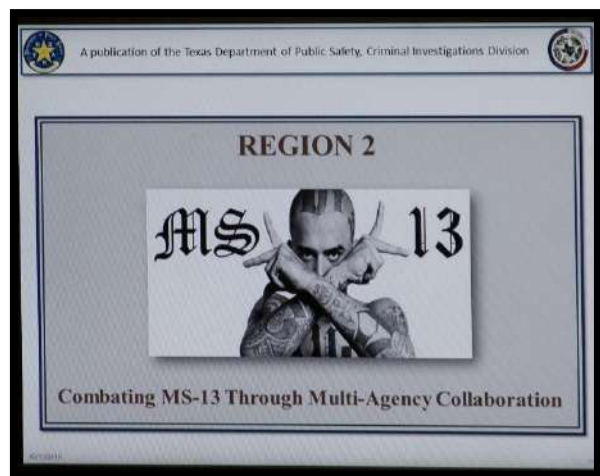 A publication of the Texas Department of Public Safety, Criminal Investigations Division
REGION 2
MS 13
Combating MS-13 Through Multi-Agency Collaboration